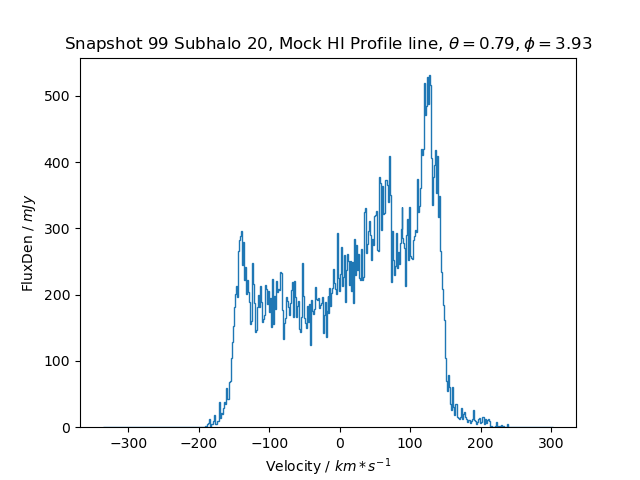 Snapshot 99 Subhalo 20, Mock HI Profile line, θ = 0.79, ϕ = 3.93
FluxDen / mJy
500
400
300
200
100
0
−300 −200 −100 0 100 200 300
Velocity / km * s⁻¹